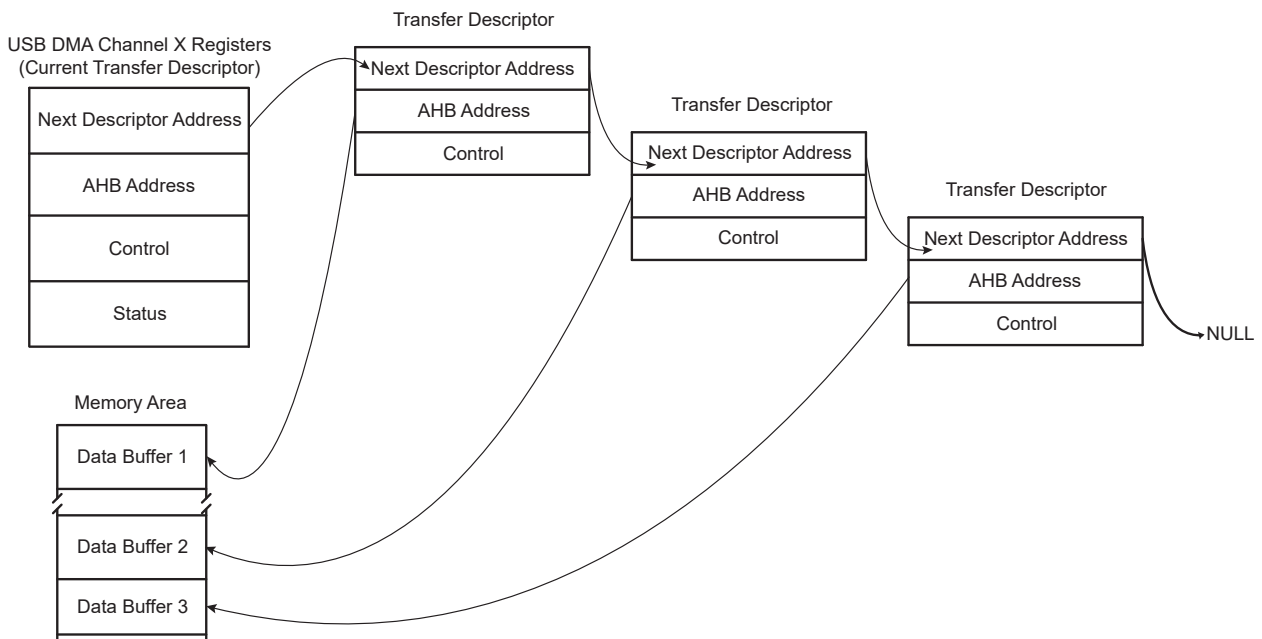 Transfer Descriptor
USB DMA Channel X Registers
(Current Transfer Descriptor)
Next Descriptor Address
AHB Address
Control
Status
Next Descriptor Address
AHB Address
Control
Transfer Descriptor
Next Descriptor Address
AHB Address
Control
Transfer Descriptor
Next Descriptor Address
AHB Address
Control
NULL
Memory Area
Data Buffer 1
Data Buffer 2
Data Buffer 3